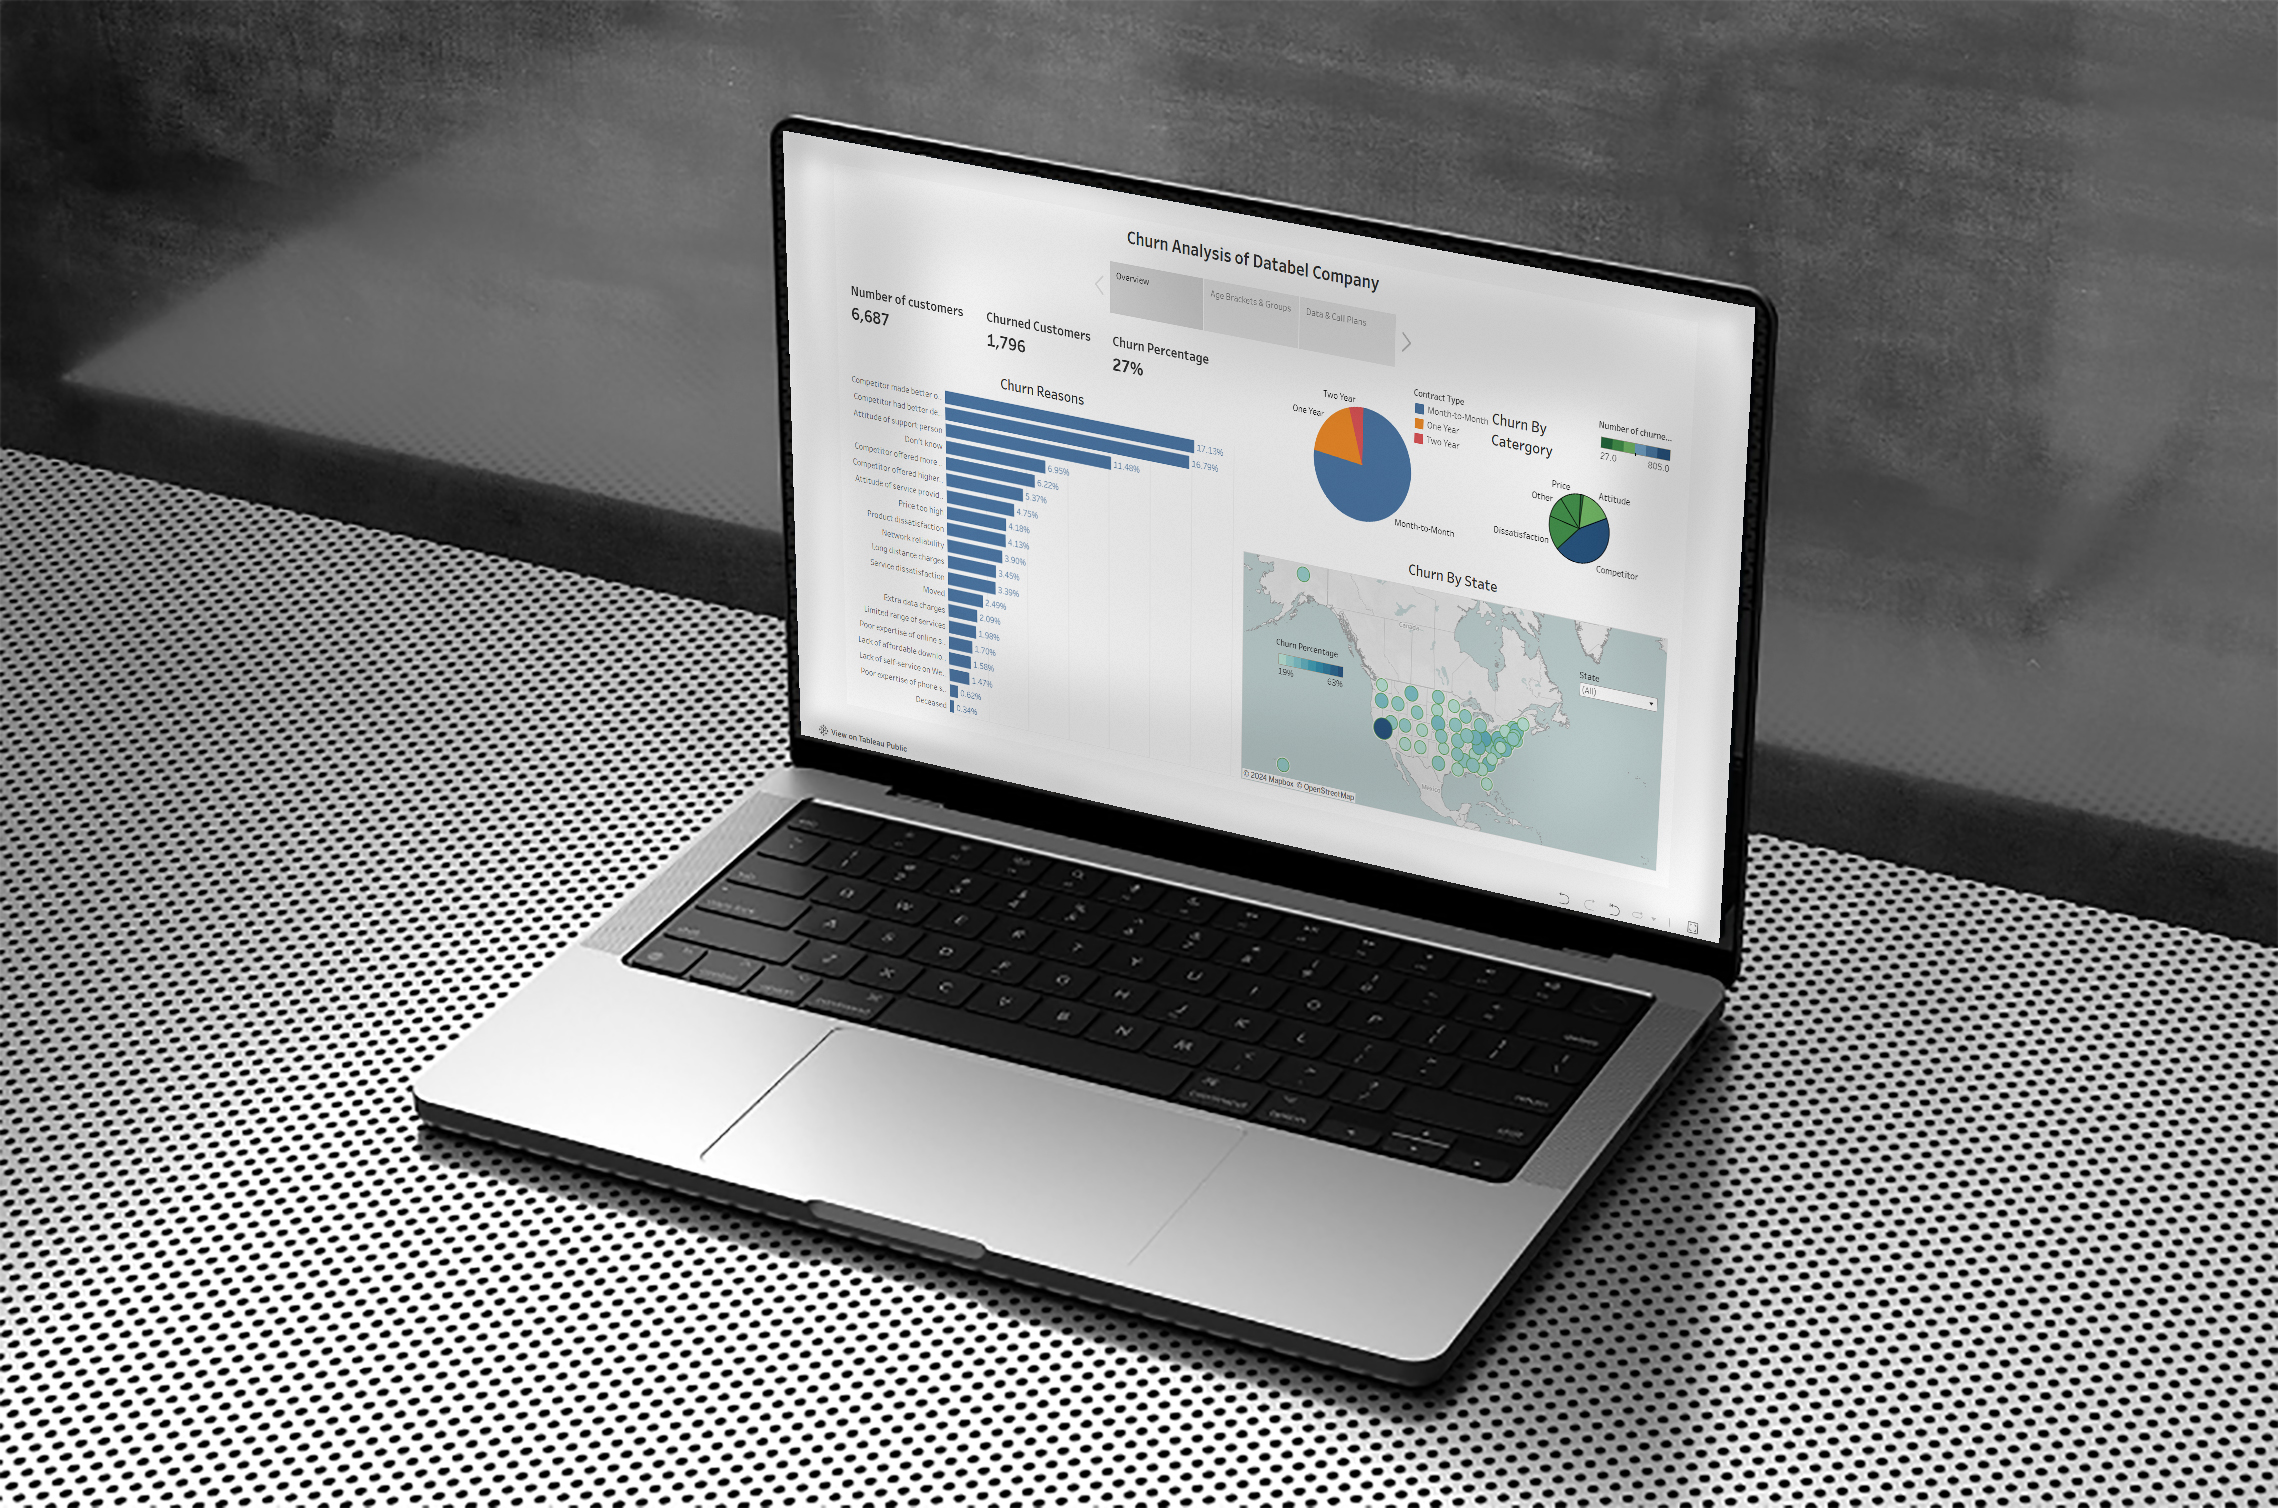 Churn Analysis of Databel Company
Overview
Age Brackets & Groups
Data & Call Plans
Number of customers
6,687
Churned Customers
1,796
Churn Percentage
27%
Churn Reasons
Competitor made better o..
17.13%
Competitor had better de..
16.79%
Attitude of support person
11.48%
Don't know
6.95%
Competitor offered more ..
6.22%
Competitor offered higher..
5.37%
Attitude of service provid..
4.75%
Price too high
4.18%
Product dissatisfaction
4.13%
Network reliability
3.90%
Long distance charges
3.45%
Service dissatisfaction
3.39%
Moved
2.49%
Extra data charges
2.09%
Limited range of services
1.98%
Poor expertise of online s..
1.70%
Lack of affordable downlo..
1.58%
Lack of self-service on We..
1.47%
Poor expertise of phone s..
0.62%
Deceased
0.34%
Two Year
One Year
Month-to-Month
Contract Type
Month-to-Month
One Year
Two Year
Churn By
Catergory
Number of churne...
27.0
805.0
Price
Other
Attitude
Dissatisfaction
Competitor
Churn By State
Canada
Churn Percentage
19%
63%
State
(All)
Mexico
© 2024 Mapbox © OpenStreetMap
View on Tableau Public
Q W E R T Y U I O P
A S D F G H J K L
Z X C V B N M
command
command
option
delete
return
shift